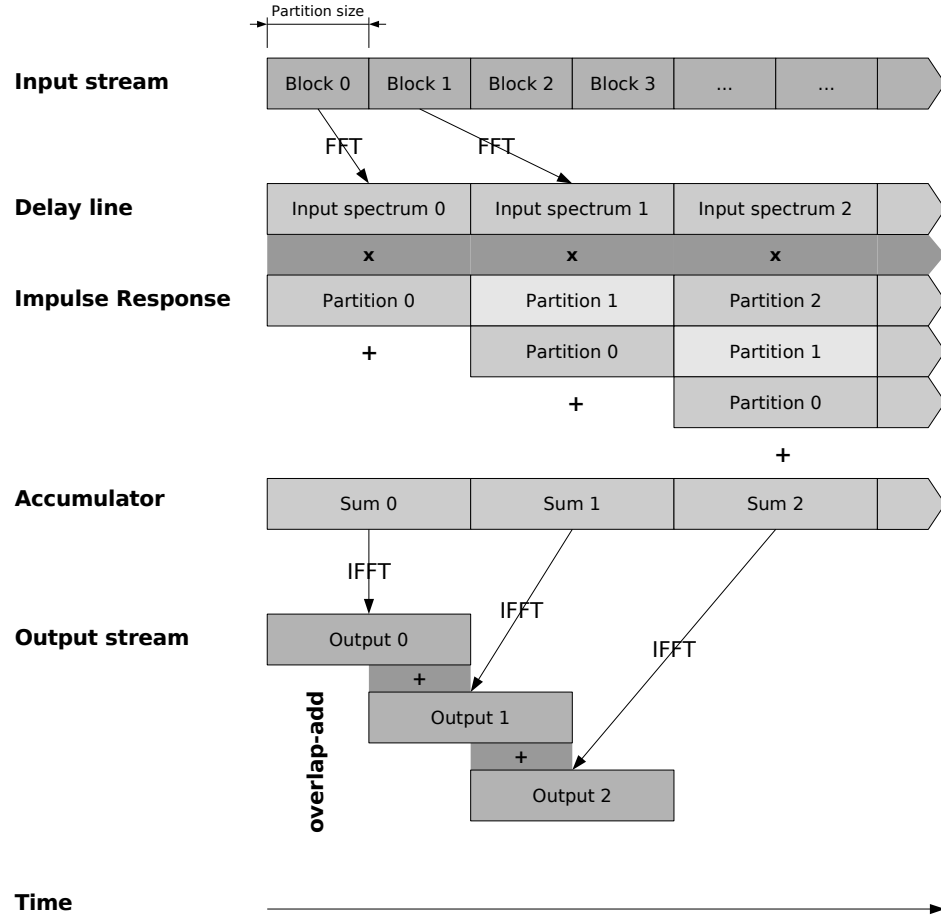 Partition size
Input stream
Block 0
Block 1
Block 2
Block 3
...
...
FFT
FFT
Delay line
Input spectrum 0
Input spectrum 1
Input spectrum 2
x
x
x
Impulse Response
Partition 0
Partition 1
Partition 2
+
Partition 0
Partition 1
+
Partition 0
+
Accumulator
Sum 0
Sum 1
Sum 2
IFFT
IFFT
IFFT
Output stream
Output 0
+
Output 1
+
Output 2
overlap-add
Time